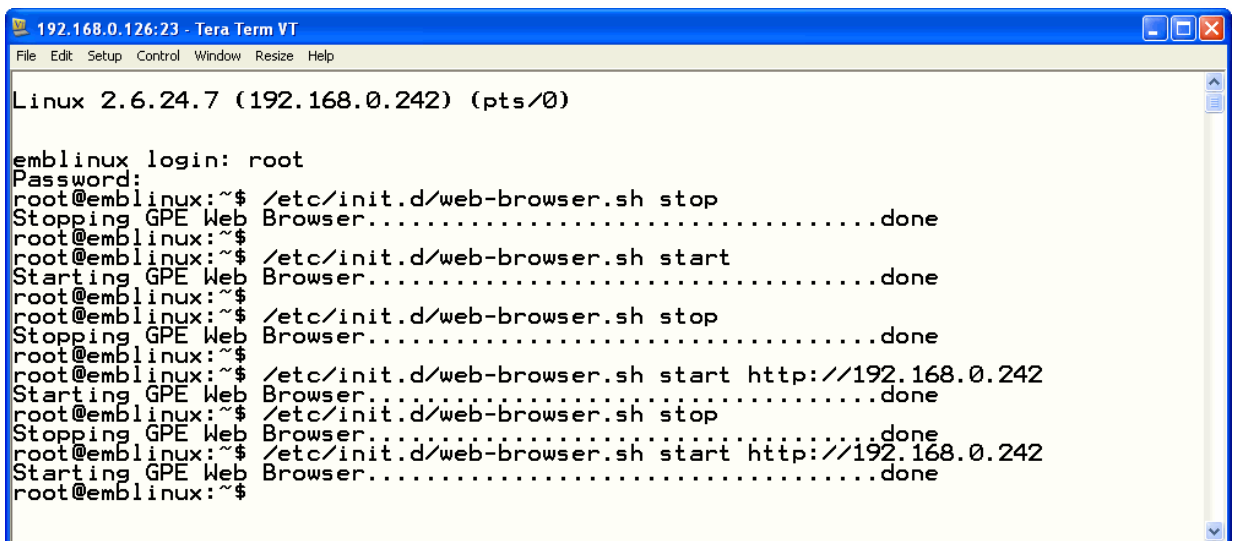 192.168.0.126:23 - Tera Term VT
File Edit Setup Control Window Resize Help
Linux 2.6.24.7 (192.168.0.242) (pts/0)
emblinux login: root
Password:
root@emblinux:~$ /etc/init.d/web-browser.sh stop
Stopping GPE Web Browser...................................done
root@emblinux:~$
root@emblinux:~$ /etc/init.d/web-browser.sh start
Starting GPE Web Browser...................................done
root@emblinux:~$
root@emblinux:~$ /etc/init.d/web-browser.sh stop
Stopping GPE Web Browser...................................done
root@emblinux:~$
root@emblinux:~$ /etc/init.d/web-browser.sh start http://192.168.0.242
Starting GPE Web Browser...................................done
root@emblinux:~$ /etc/init.d/web-browser.sh stop
Stopping GPE Web Browser...................................done
root@emblinux:~$ /etc/init.d/web-browser.sh start http://192.168.0.242
Starting GPE Web Browser...................................done
root@emblinux:~$